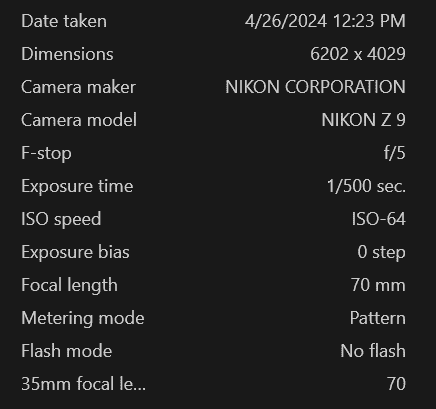 Date taken 4/26/2024 12:23 PM
Dimensions 6202 x 4029
Camera maker NIKON CORPORATION
Camera model NIKON Z 9
F-stop f/5
Exposure time 1/500 sec.
ISO speed ISO-64
Exposure bias 0 step
Focal length 70 mm
Metering mode Pattern
Flash mode No flash
35mm focal le... 70